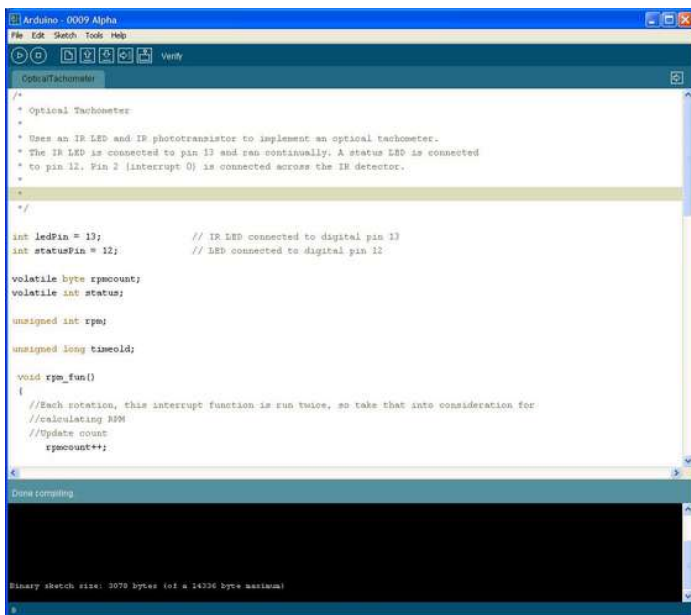 Arduino - 0009 Alpha
File Edit Sketch Tools Help
Verify
OpticalTachometer
/*
* Optical Tachometer
*
* Uses an IR LED and IR phototransistor to implement an optical tachometer.
* The IR LED is connected to pin 13 and ran continually. A status LED is connected
* to pin 12. Pin 2 (interrupt 0) is connected across the IR detector.
*
*
*/
int ledPin = 13; // IR LED connected to digital pin 13
int statusPin = 12; // LED connected to digital pin 12
volatile byte rpmcount;
volatile int status;
unsigned int rpm;
unsigned long timeold;
void rpm_fun()
{
//Each rotation, this interrupt function is run twice, so take that into consideration for
//calculating RPM
//Update count
rpmcount++;
Done compiling.
Binary sketch size: 3078 bytes (of a 14336 byte maximum)